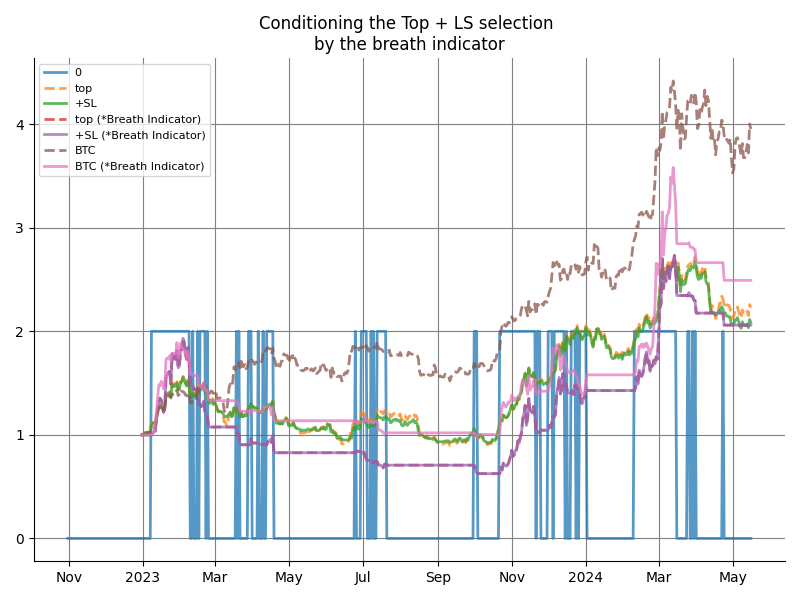 Conditioning the Top + LS selection
by the breath indicator
0
top
+SL
top (*Breath Indicator)
+SL (*Breath Indicator)
BTC
BTC (*Breath Indicator)
4
3
2
1
0
Nov 2023 Mar May Jul Sep Nov 2024 Mar May